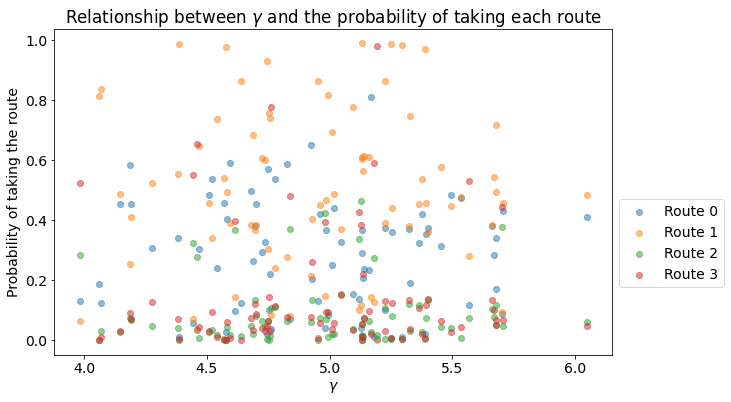 Relationship between γ and the probability of taking each route
Probability of taking the route
1.0
0.8
0.6
0.4
0.2
0.0
4.0 4.5 5.0 5.5 6.0
γ
Route 0
Route 1
Route 2
Route 3